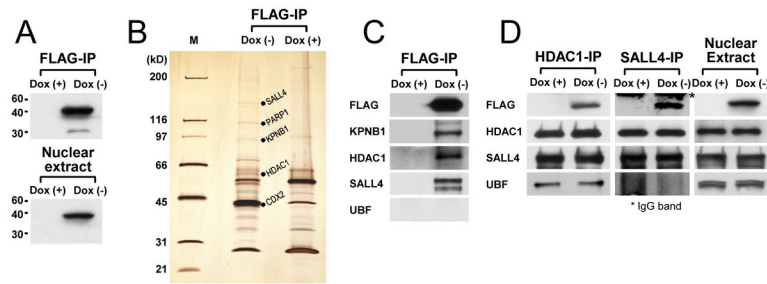 A
FLAG-IP
Dox (+) Dox (-)
60
40
30
Nuclear
extract
Dox (+) Dox (-)
60
40
30
B
FLAG-IP
M Dox (-) Dox (+)
(kD)
200
116
97
66
45
31
21
SALL4
PARP1
KPNB1
HDAC1
CDX2
C
FLAG-IP
Dox (+) Dox (-)
FLAG
KPNB1
HDAC1
SALL4
UBF
D
HDAC1-IP SALL4-IP Nuclear
Extract
Dox (+) Dox (-) Dox (+) Dox (-) Dox (+) Dox (-)
FLAG *
HDAC1
SALL4
UBF
* IgG band